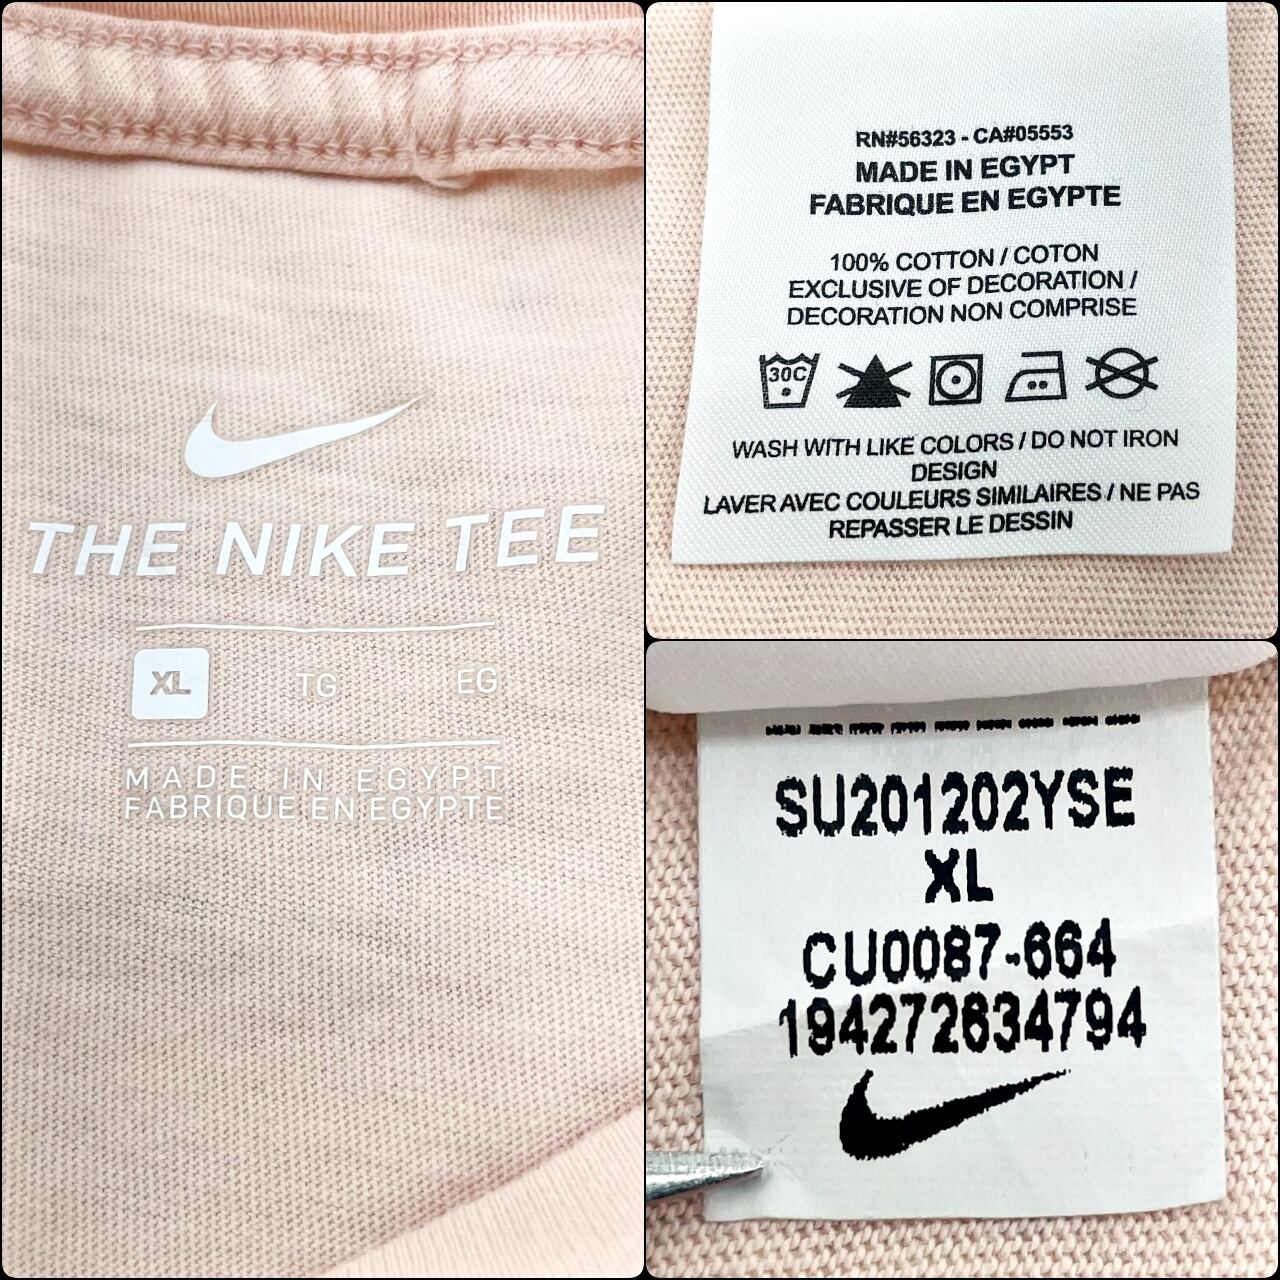 THE NIKE TEE
XL TG EG
MADE IN EGYPT
FABRIQUE EN EGYPTE
RN#56323 - CA#05553
MADE IN EGYPT
FABRIQUE EN EGYPTE
100% COTTON / COTON
EXCLUSIVE OF DECORATION /
DECORATION NON COMPRISE
30C
WASH WITH LIKE COLORS / DO NOT IRON
DESIGN
LAVER AVEC COULEURS SIMILAIRES / NE PAS
REPASSER LE DESSIN
SU201202YSE
XL
CU0087-664
194272634794